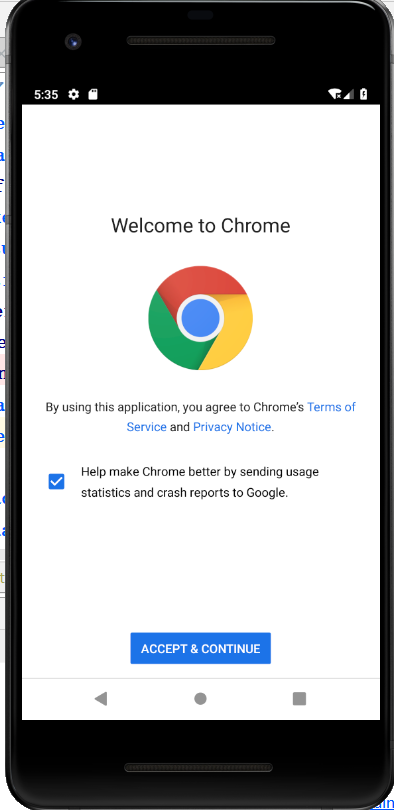 5:35
Welcome to Chrome
By using this application, you agree to Chrome's Terms of
Service and Privacy Notice.
Help make Chrome better by sending usage
statistics and crash reports to Google.
ACCEPT & CONTINUE